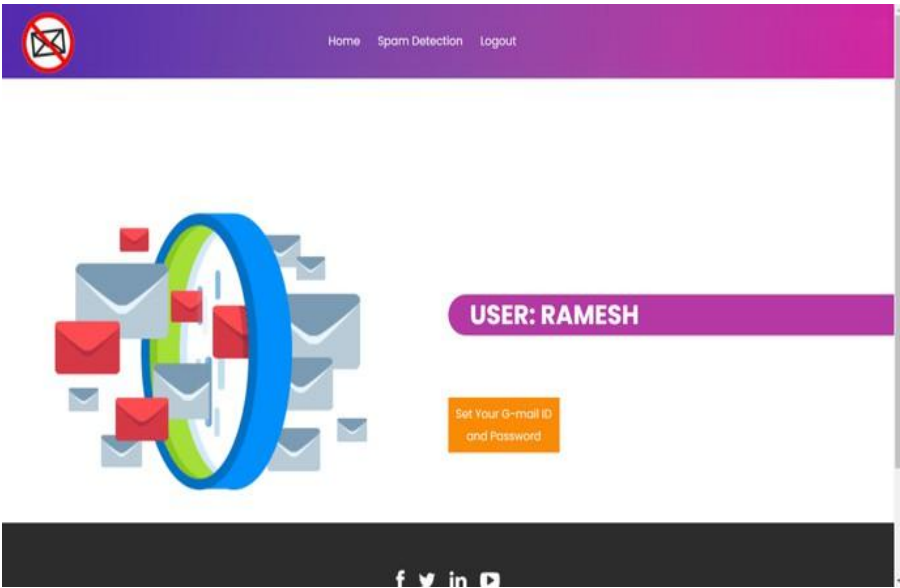 Home Spam Detection Logout
USER: RAMESH
Set Your G-mail ID
and Password